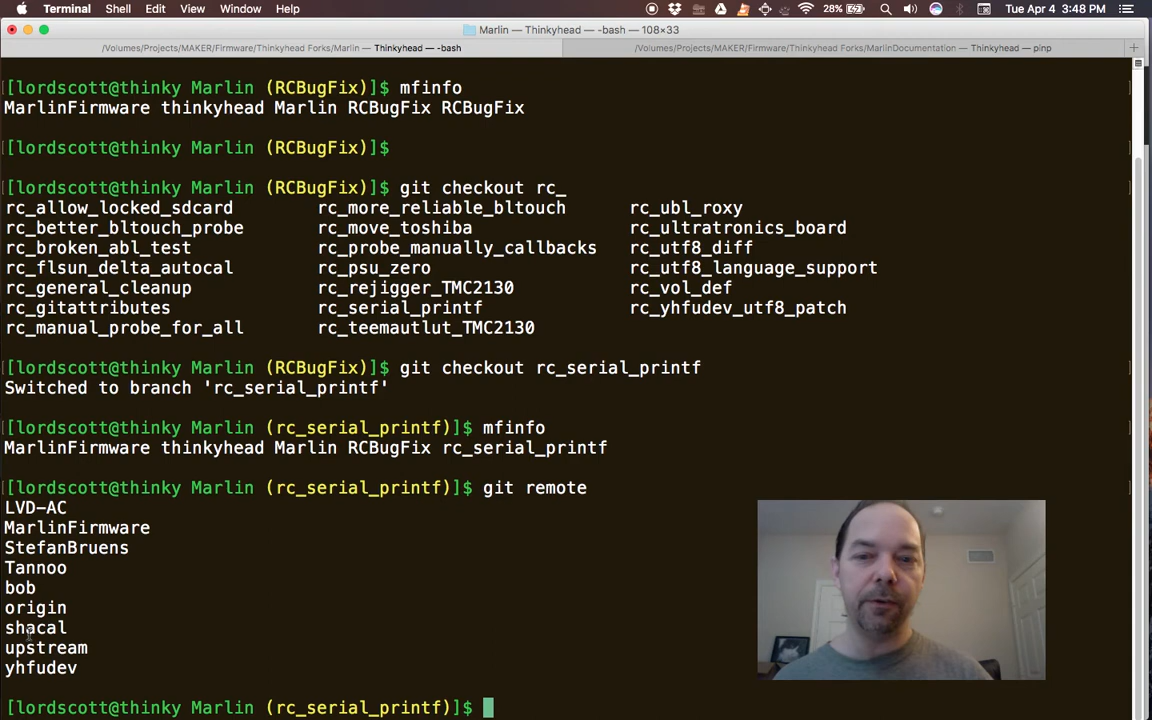 Terminal Shell Edit View Window Help 28% Tue Apr 4 3:48 PM
Marlin — Thinkyhead — -bash — 108×33
/Volumes/Projects/MAKER/Firmware/Thinkyhead Forks/Marlin — Thinkyhead — -bash
/Volumes/Projects/MAKER/Firmware/Thinkyhead Forks/MarlinDocumentation — Thinkyhead — pinp
[[lordscott@thinky Marlin (RCBugFix)]$ mfinfo
MarlinFirmware thinkyhead Marlin RCBugFix RCBugFix
[[lordscott@thinky Marlin (RCBugFix)]$
[[lordscott@thinky Marlin (RCBugFix)]$ git checkout rc_
rc_allow_locked_sdcard rc_more_reliable_bltouch rc_ubl_roxy
rc_better_bltouch_probe rc_move_toshiba rc_ultratronics_board
rc_broken_abl_test rc_probe_manually_callbacks rc_utf8_diff
rc_flsun_delta_autocal rc_psu_zero rc_utf8_language_support
rc_general_cleanup rc_rejigger_TMC2130 rc_vol_def
rc_gitattributes rc_serial_printf rc_yhfudev_utf8_patch
rc_manual_probe_for_all rc_teemautlut_TMC2130
[[lordscott@thinky Marlin (RCBugFix)]$ git checkout rc_serial_printf
Switched to branch 'rc_serial_printf'
[[lordscott@thinky Marlin (rc_serial_printf)]$ mfinfo
MarlinFirmware thinkyhead Marlin RCBugFix rc_serial_printf
[[lordscott@thinky Marlin (rc_serial_printf)]$ git remote
LVD-AC
MarlinFirmware
StefanBruens
Tannoo
bob
origin
shacal
upstream
yhfudev
[lordscott@thinky Marlin (rc_serial_printf)]$